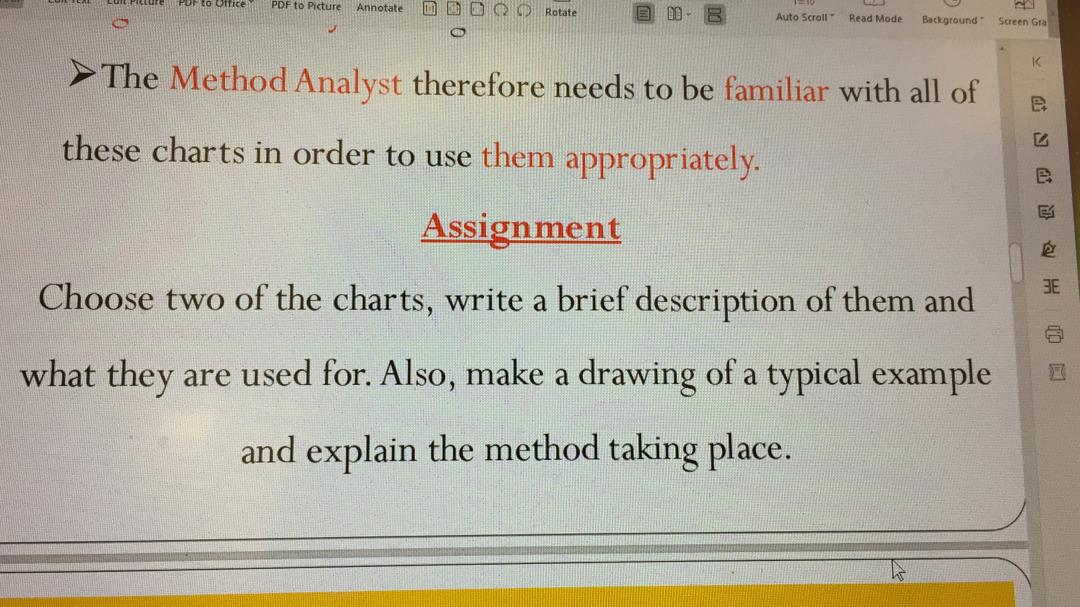 PDF to Office
PDF to Picture
Annotate
Rotate
Auto Scroll
Read Mode
Background
Screen Gra
➤The Method Analyst therefore needs to be familiar with all of
these charts in order to use them appropriately.
Assignment
Choose two of the charts, write a brief description of them and
what they are used for. Also, make a drawing of a typical example
and explain the method taking place.